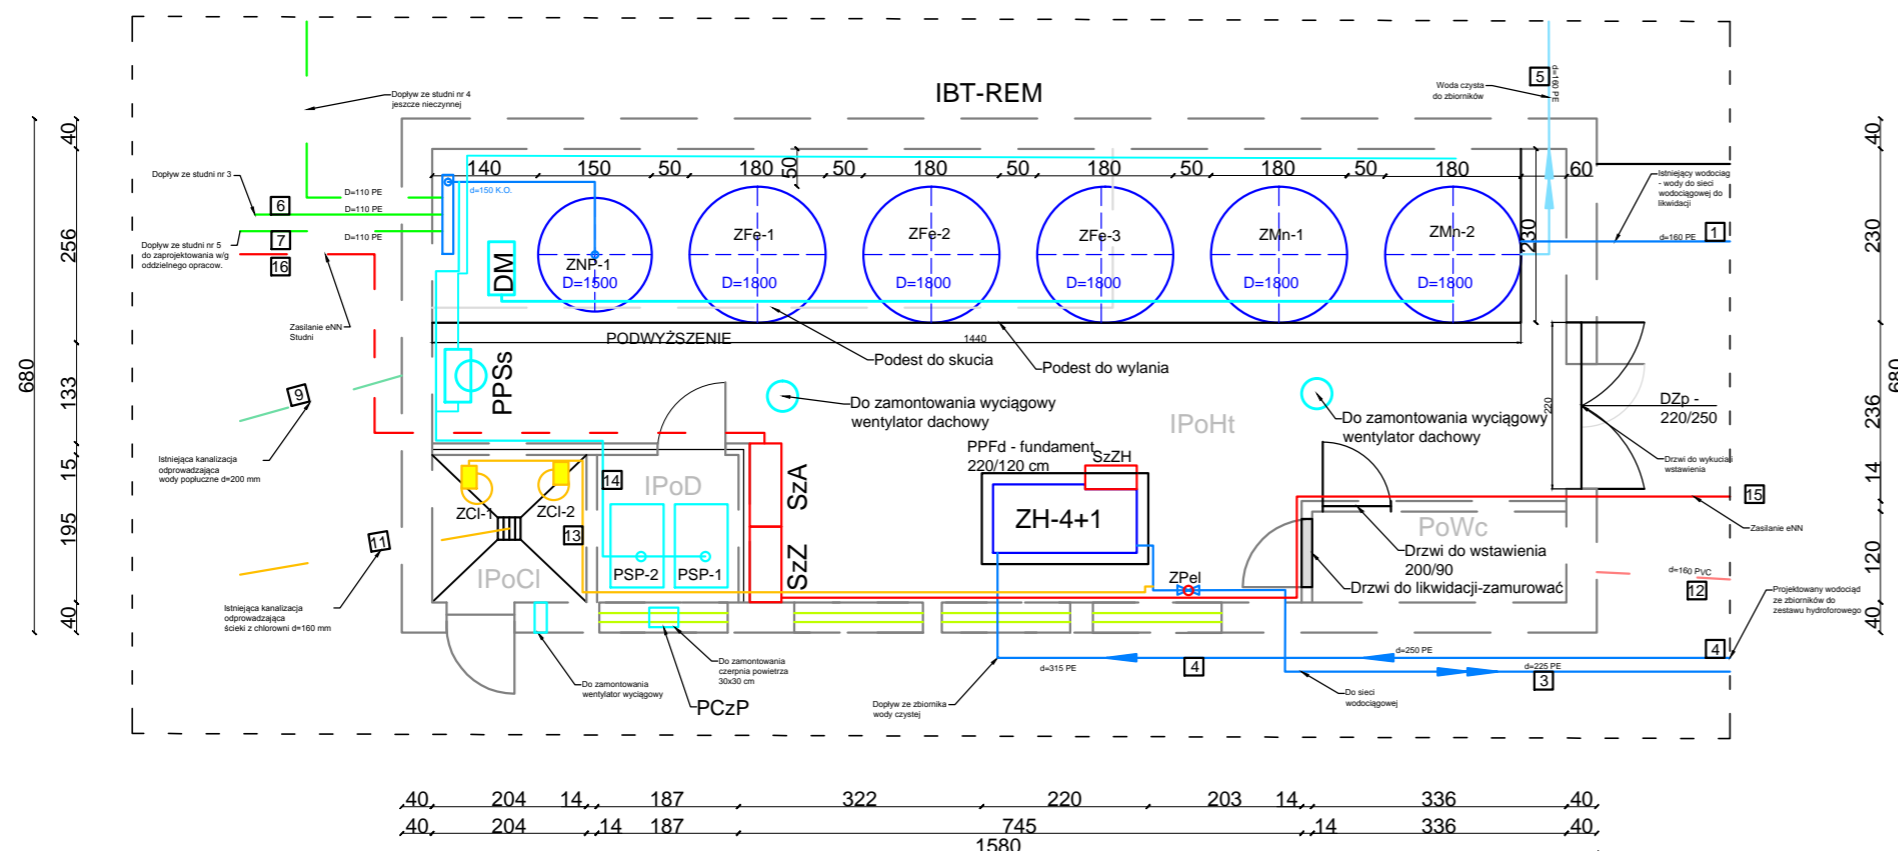 IBT-REM
Dopływ ze studni nr 4
jeszcze nieczynnej
Woda czysta
do zbiorników
5
d=160 PE
40
256
133
15
195
40
680
140
150
50
180
50
50
180
50
180
50
180
50
180
60
230
40
230
236
14
120
40
680
Dopływ ze studni nr 3
6
7
16
D=110 PE
D=110 PE
D=110 PE
Dopływ ze studni nr 5
do zaprojektowania w/g
oddzielnego opracow.
d=150 K.O.
Istniejący wodociąg
- wody do sieci
wodociągowej do
likwidacji
d=160 PE
1
DM
ZNP-1
D=1500
ZFe-1
D=1800
ZFe-2
D=1800
ZFe-3
D=1800
ZMn-1
D=1800
ZMn-2
D=1800
Zasilanie eNN
Studni
PODWYŻSZENIE
1440
Podest do skucia
Podest do wylania
PPSs
9
Do zamontowania wyciągowy
wentylator dachowy
IPoHt
Do zamontowania wyciągowy
wentylator dachowy
220
DZp -
220/250
Drzwi do wykucia i
wstawienia
Istniejąca kanalizacja
odprowadzająca
wody popłuczne d=200 mm
PPFd - fundament
220/120 cm
SzZH
14
IPoD
SzA
SzZ
ZCl-1
ZCl-2
13
IPoCl
PSP-2
PSP-1
ZH-4+1
ZPel
PoWc
15
Zasilanie eNN
Drzwi do wstawienia
200/90
Drzwi do likwidacji-zamurować
11
d=160 PVC
12
Istniejąca kanalizacja
odprowadzająca
ścieki z chlorowni d=160 mm
Projektowany wodociąg
ze zbiorników do
zestawu hydroforowego
Do zamontowania
wentylator wyciągowy
Do zamontowania
czerpnia powietrza
30x30 cm
PCzP
Dopływ ze zbiornika
wody czystej
d=315 PE
4
d=250 PE
4
d=225 PE
3
Do sieci
wodociągowej
40 204 14 187 322 220 203 14 336 40
40 204 14 187 745 14 336 40
1580